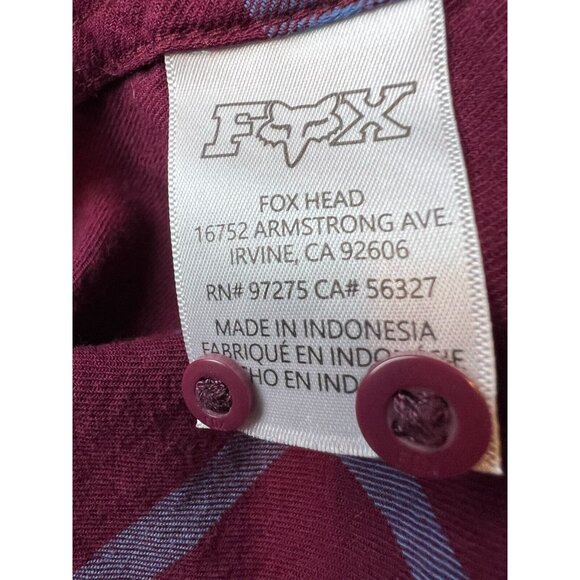 FOX
FOX HEAD
16752 ARMSTRONG AVE.
IRVINE, CA 92606
RN# 97275 CA# 56327
MADE IN INDONESIA
FABRIQUÉ EN
EN